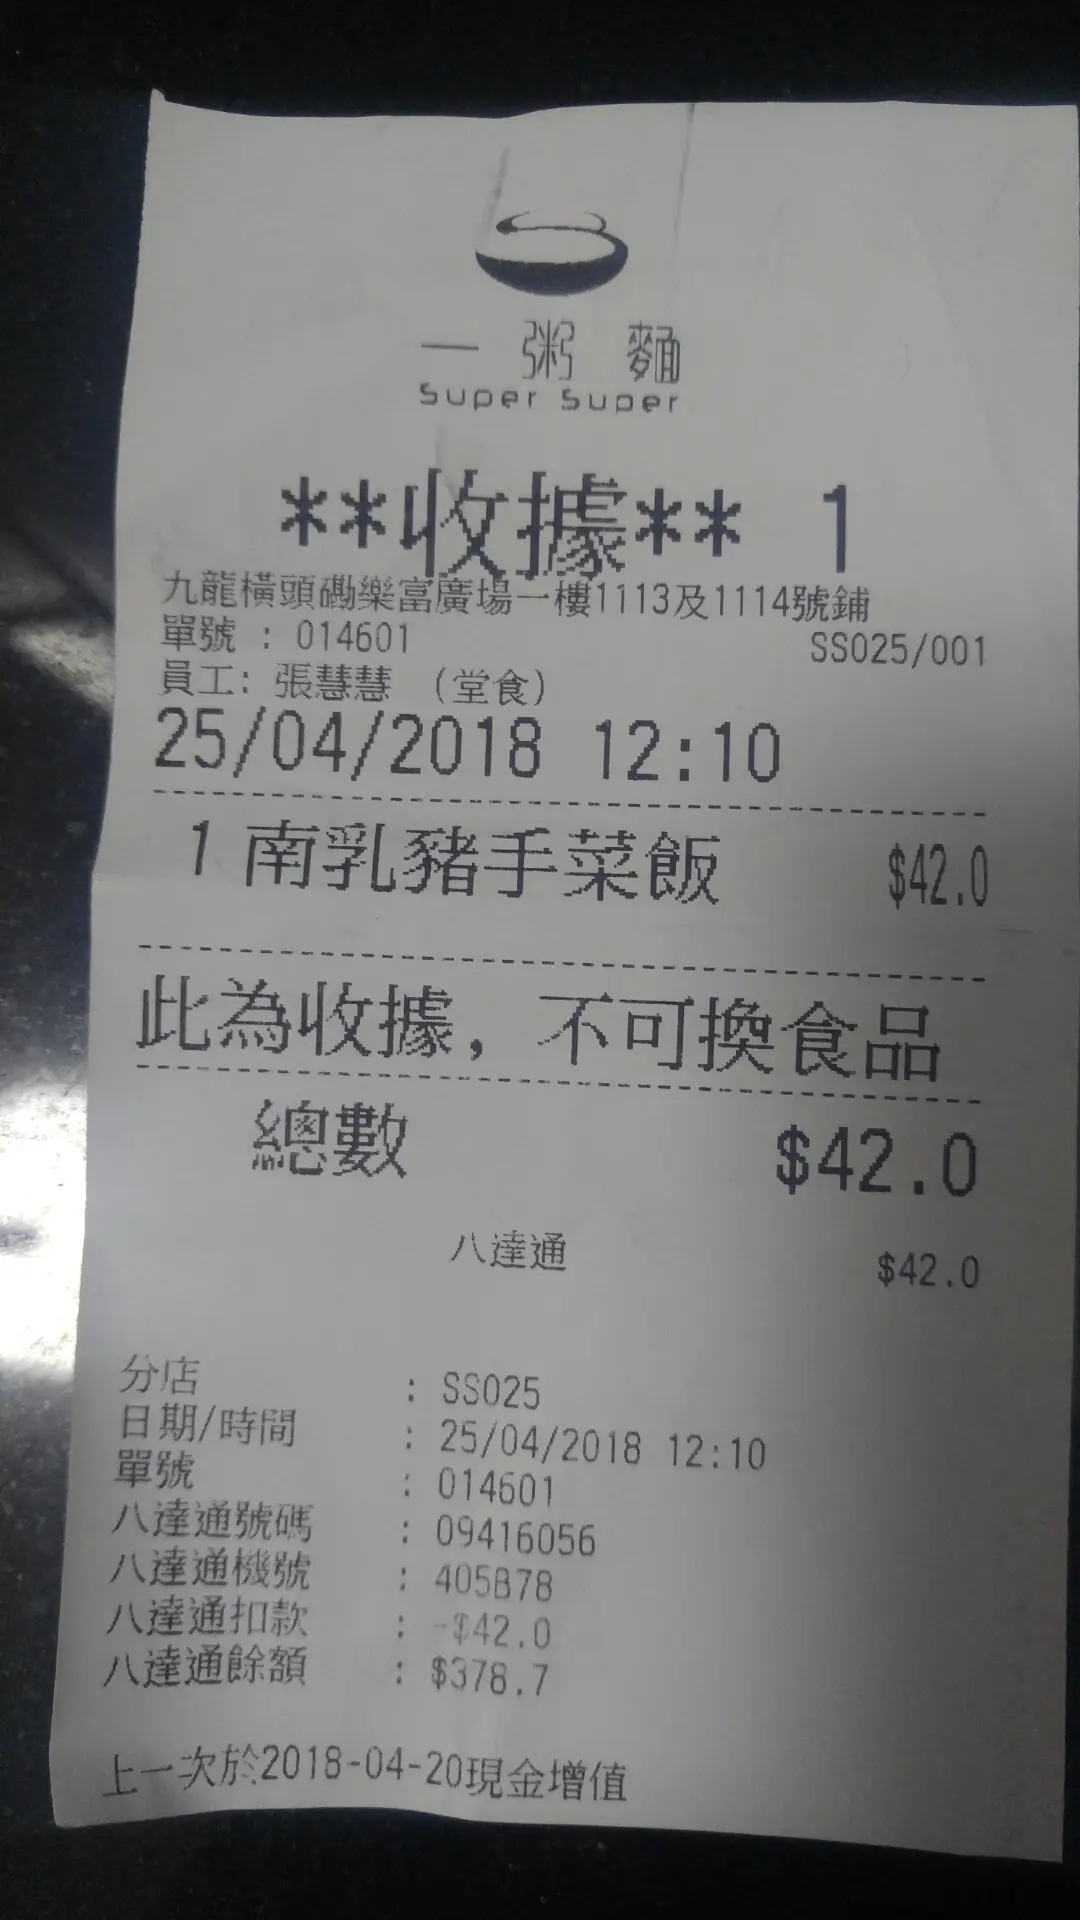 一粥麵
Super Super
**收據** 1
九龍橫頭磡樂富廣場一樓1113及1114號鋪
單號 : 014601 SS025/001
員工: 張慧慧 (堂食)
25/04/2018 12:10
1 南乳豬手菜飯 $42.0
此為收據，不可換食品
總數 $42.0
八達通 $42.0
分店 : SS025
日期/時間 : 25/04/2018 12:10
單號 : 014601
八達通號碼 : 09416056
八達通機號 : 405B78
八達通扣款 : -$42.0
八達通餘額 : $378.7
上一次於2018-04-20現金增值